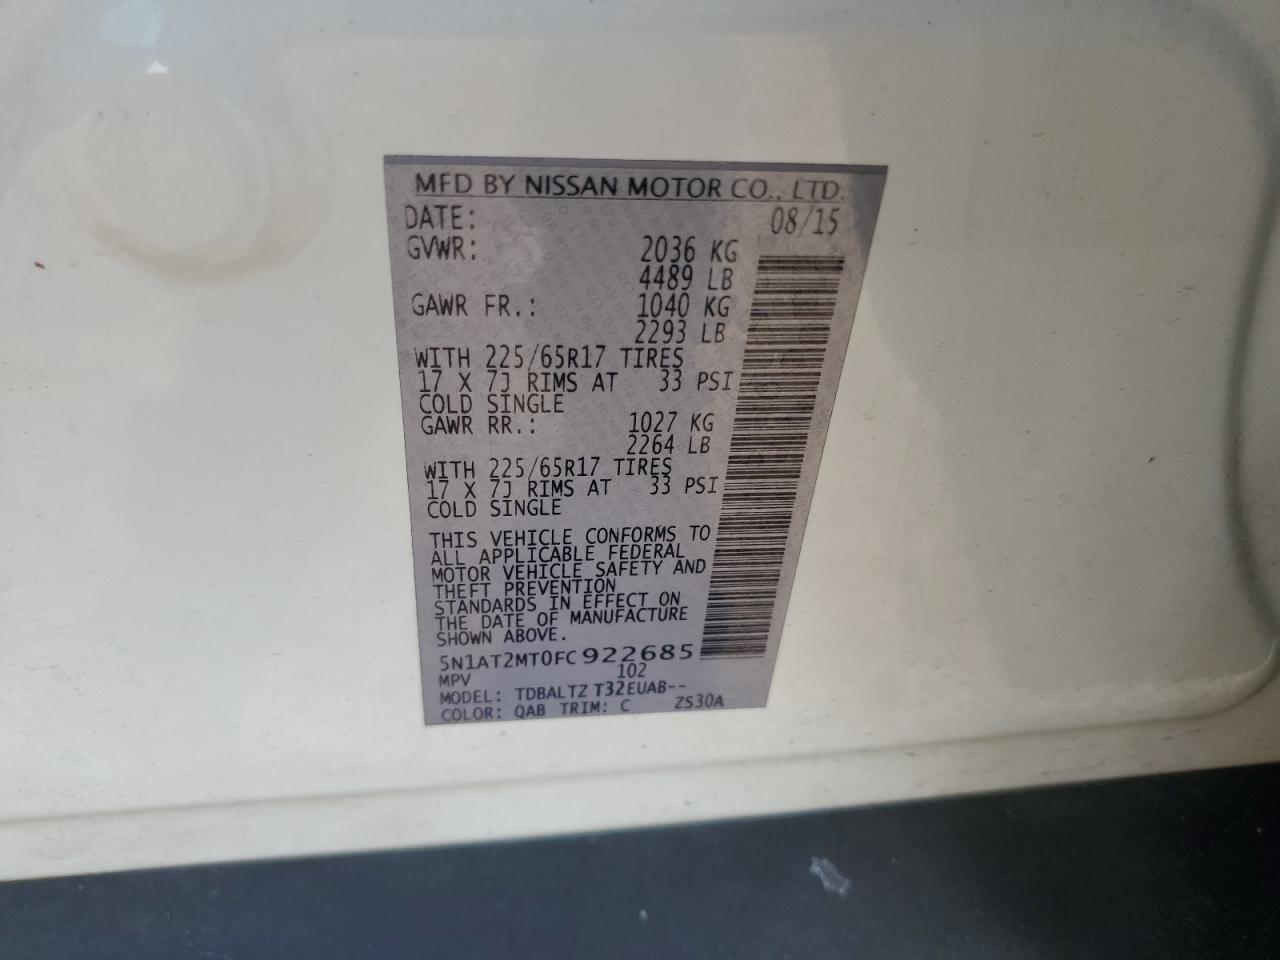 MFD BY NISSAN MOTOR CO., LTD.
DATE: 08/15
GVWR: 2036 KG
4489 LB
GAWR FR.: 1040 KG
2293 LB
WITH 225/65R17 TIRES
17 X 7J RIMS AT 33 PSI
COLD SINGLE
GAWR RR.: 1027 KG
2264 LB
WITH 225/65R17 TIRES
17 X 7J RIMS AT 33 PSI
COLD SINGLE
THIS VEHICLE CONFORMS TO
ALL APPLICABLE FEDERAL
MOTOR VEHICLE SAFETY AND
THEFT PREVENTION
STANDARDS IN EFFECT ON
THE DATE OF MANUFACTURE
SHOWN ABOVE.
5N1AT2MT0FC922685
MPV 102
MODEL: TDBALTZ T32EUAB--
COLOR: QAB TRIM: C ZS30A